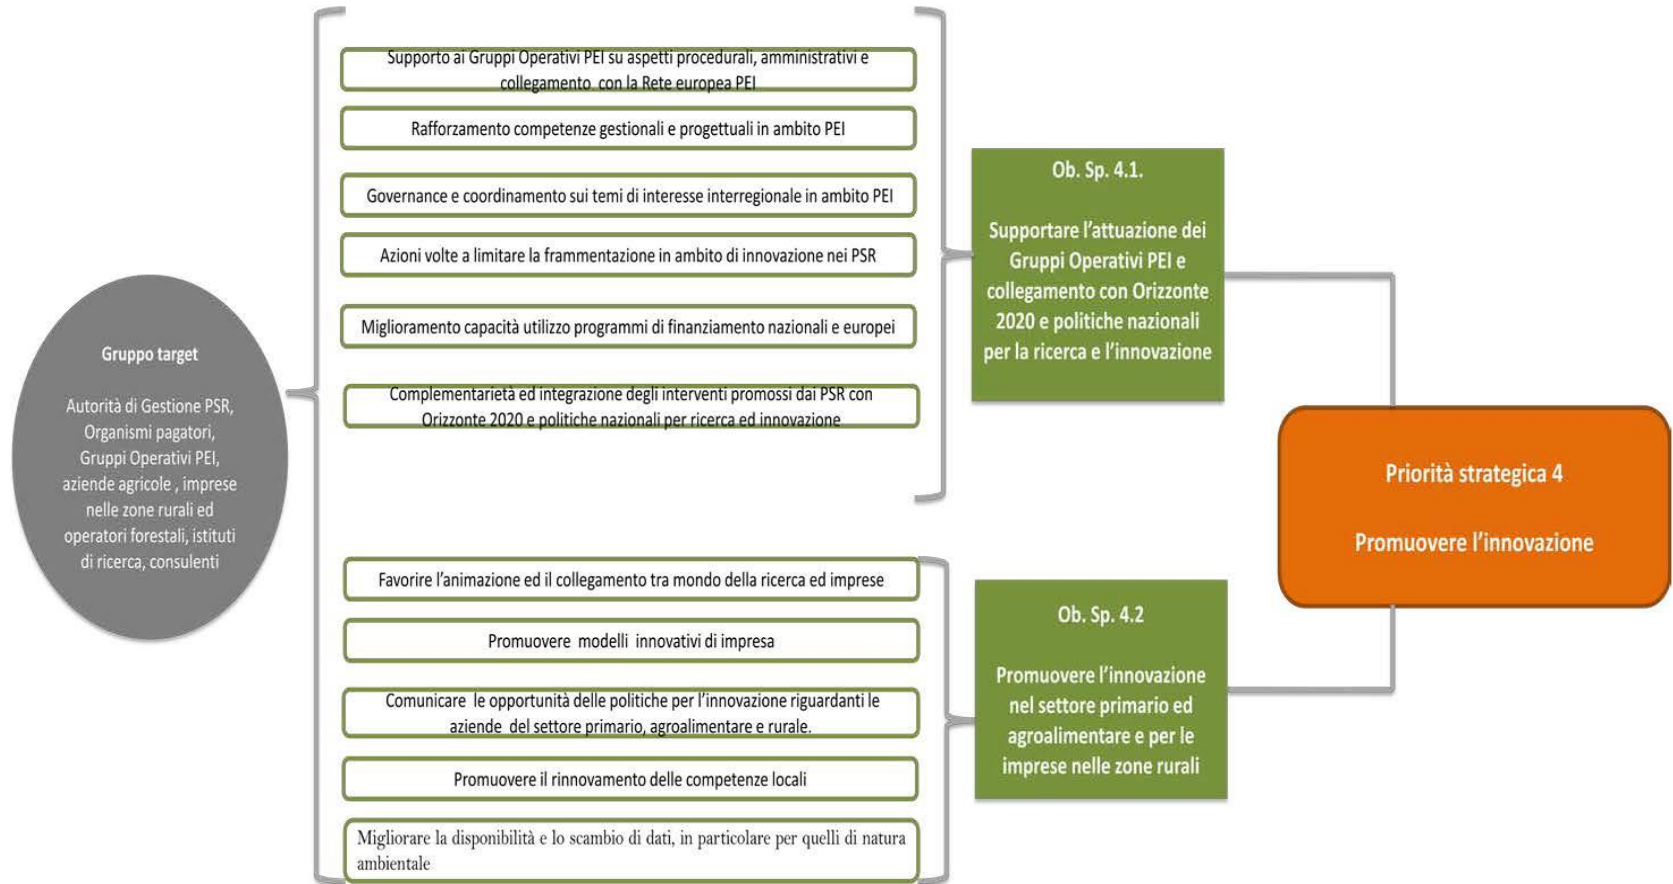 Gruppo target
Autorità di Gestione PSR,
Organismi pagatori,
Gruppi Operativi PEI,
aziende agricole , imprese
nelle zone rurali ed
operatori forestali, istituti
di ricerca, consulenti
Supporto ai Gruppi Operativi PEI su aspetti procedurali, amministrativi e
collegamento con la Rete europea PEI
Rafforzamento competenze gestionali e progettuali in ambito PEI
Governance e coordinamento sui temi di interesse interregionale in ambito PEI
Azioni volte a limitare la frammentazione in ambito di innovazione nei PSR
Miglioramento capacità utilizzo programmi di finanziamento nazionali e europei
Complementarietà ed integrazione degli interventi promossi dai PSR con
Orizzonte 2020 e politiche nazionali per ricerca ed innovazione
Favorire l'animazione ed il collegamento tra mondo della ricerca ed imprese
Promuovere modelli innovativi di impresa
Comunicare le opportunità delle politiche per l'innovazione riguardanti le
aziende del settore primario, agroalimentare e rurale.
Promuovere il rinnovamento delle competenze locali
Migliorare la disponibilità e lo scambio di dati, in particolare per quelli di natura
ambientale
Ob. Sp. 4.1.
Supportare l'attuazione dei
Gruppi Operativi PEI e
collegamento con Orizzonte
2020 e politiche nazionali
per la ricerca e l'innovazione
Ob. Sp. 4.2
Promuovere l'innovazione
nel settore primario ed
agroalimentare e per le
imprese nelle zone rurali
Priorità strategica 4
Promuovere l'innovazione